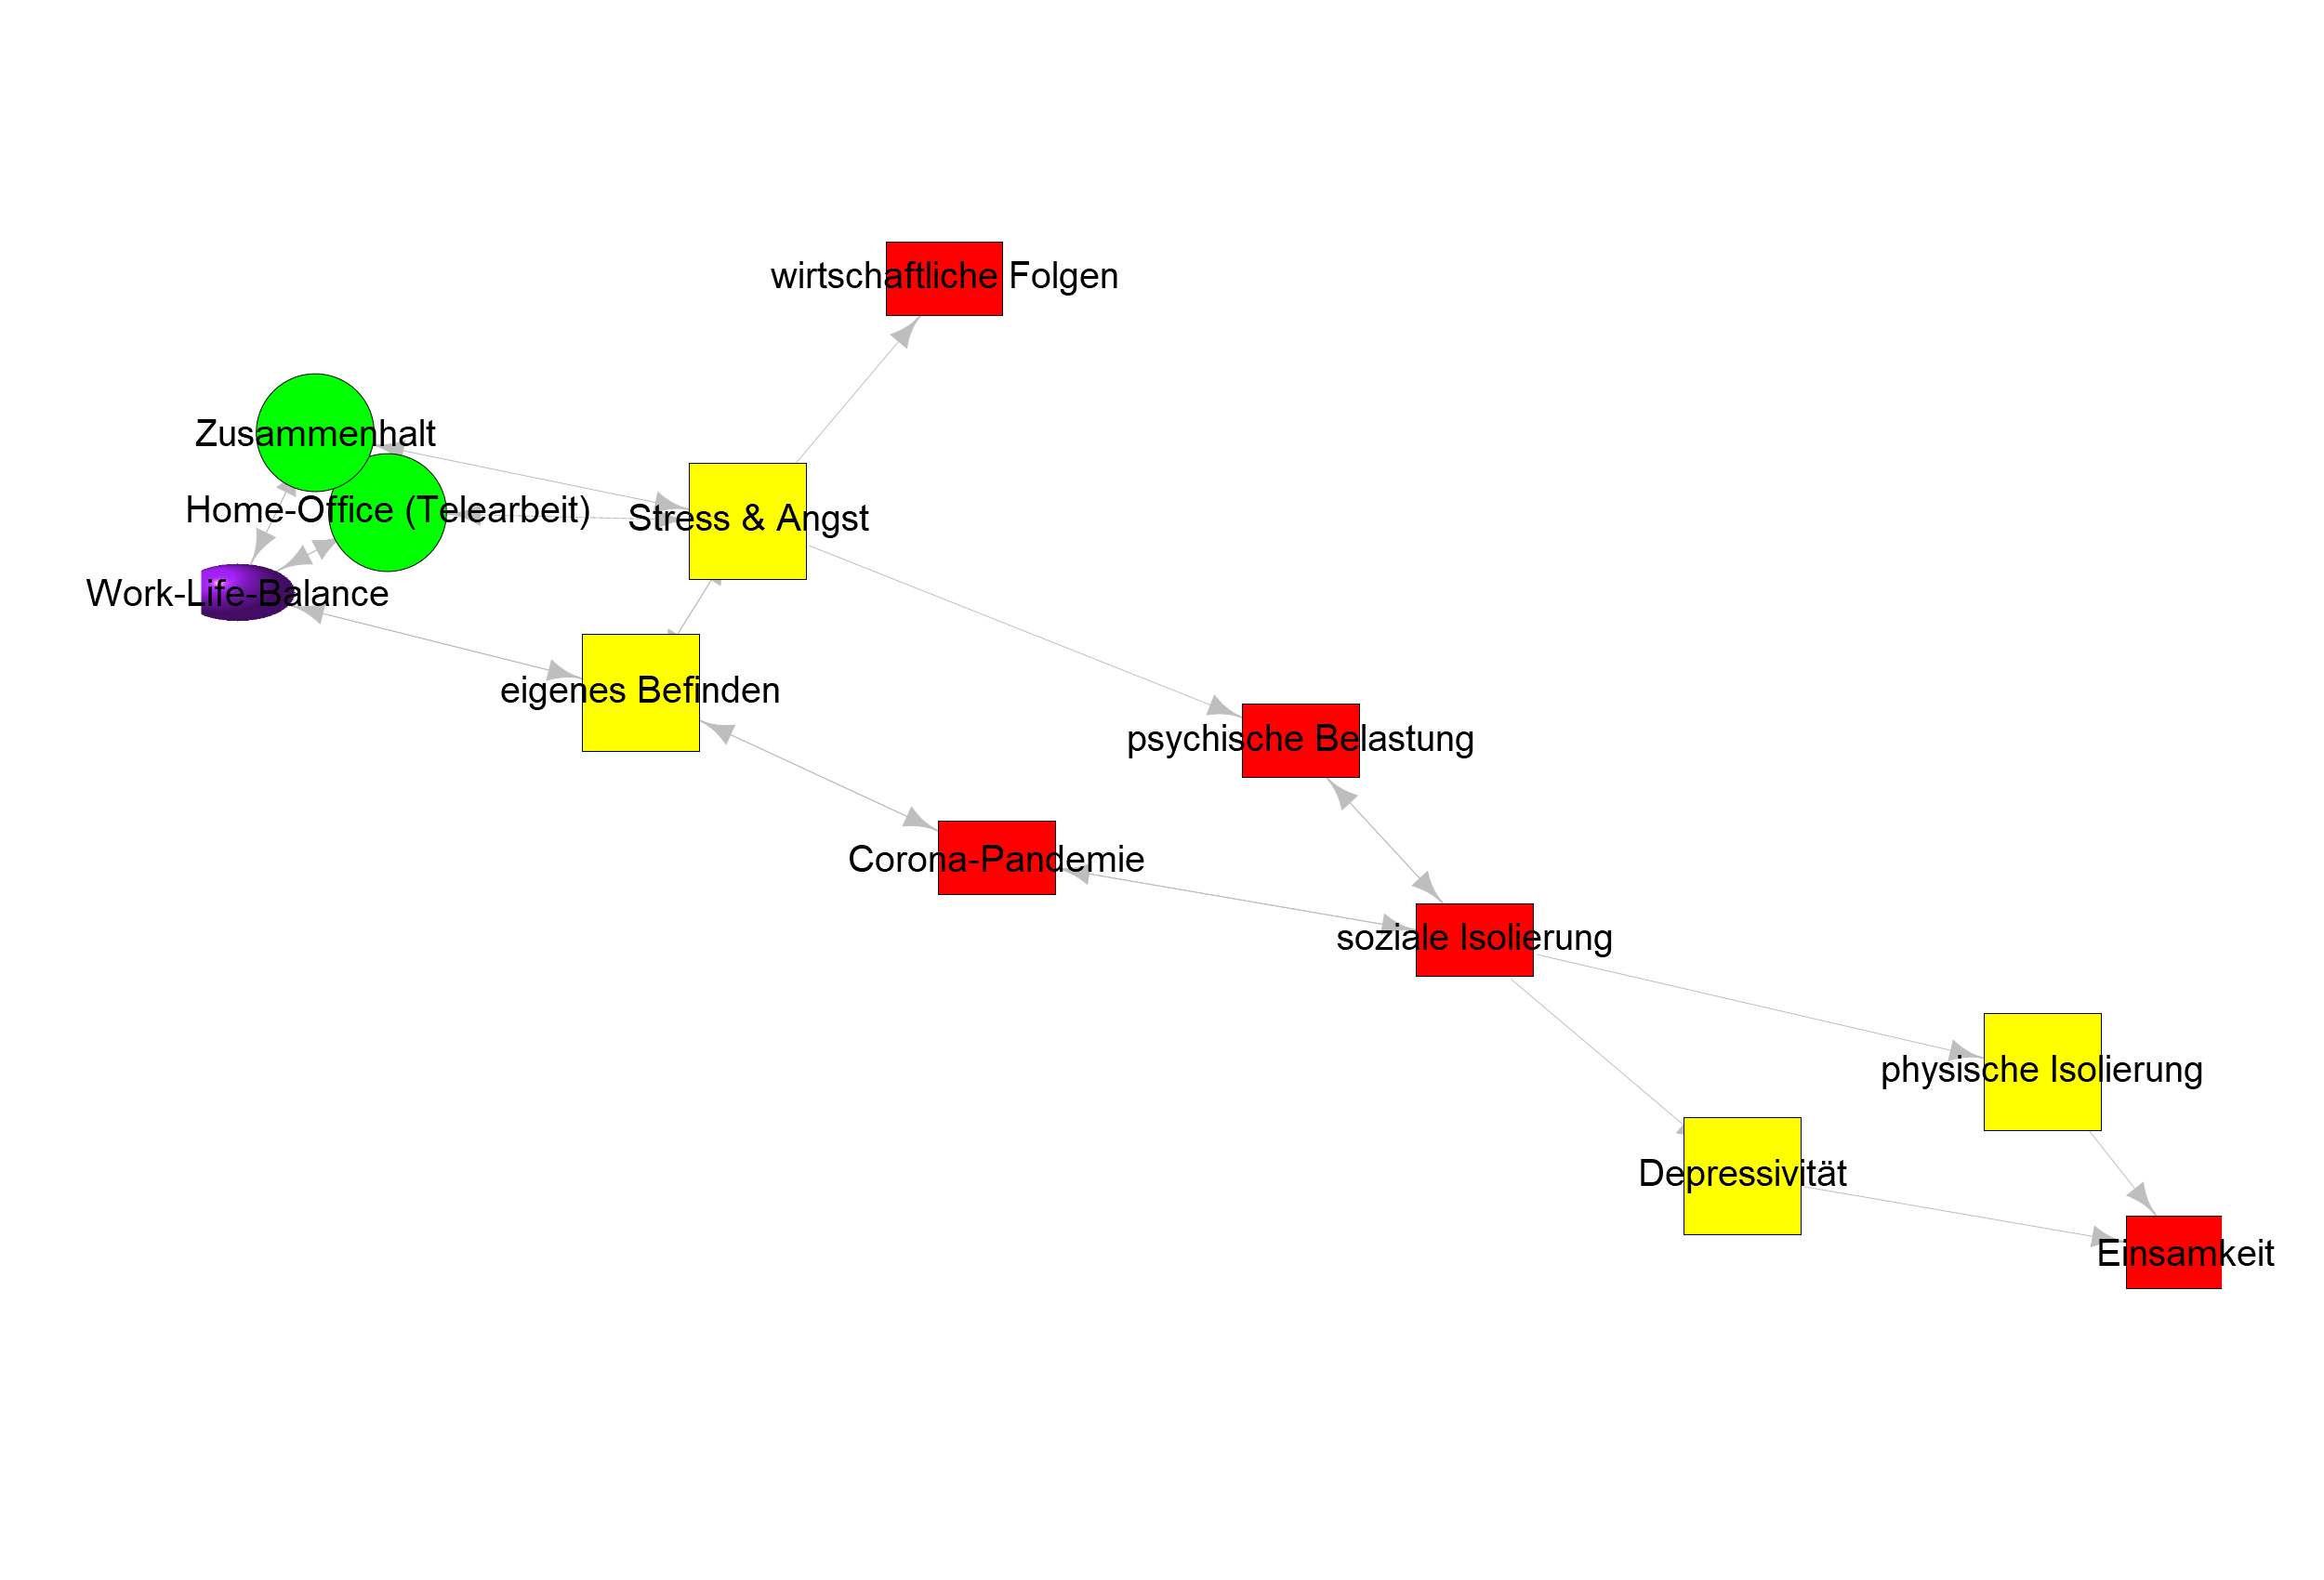 wirtschaftliche Folgen
Zusammenhalt
Home-Office (Telearbeit)
Stress & Angst
Work-Life-Balance
eigenes Befinden
psychische Belastung
Corona-Pandemie
soziale Isolierung
physische Isolierung
Depressivität
Einsamkeit